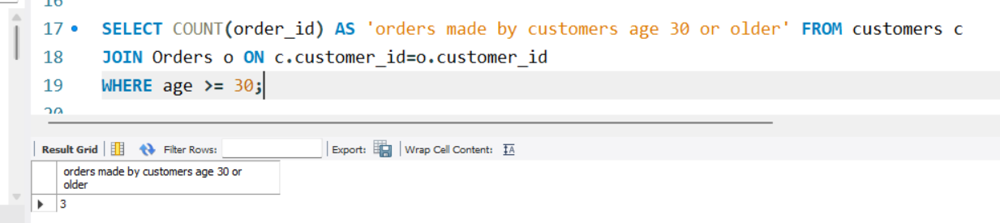 16
17 SELECT COUNT(order_id) AS 'orders made by customers age 30 or older' FROM customers c
18 JOIN Orders o ON c.customer_id=o.customer_id
19 WHERE age >= 30;
20
Result Grid Filter Rows: Export: Wrap Cell Content: IA
orders made by customers age 30 or
older
3